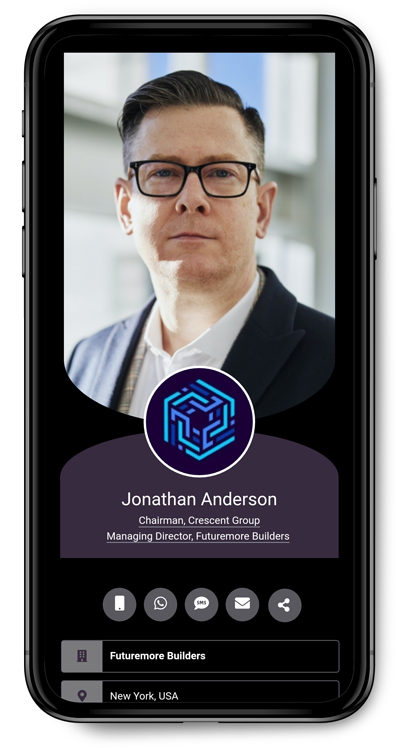 Jonathan Anderson
Chairman, Crescent Group
Managing Director, Futuremore Builders
SMS
Futuremore Builders
New York, USA